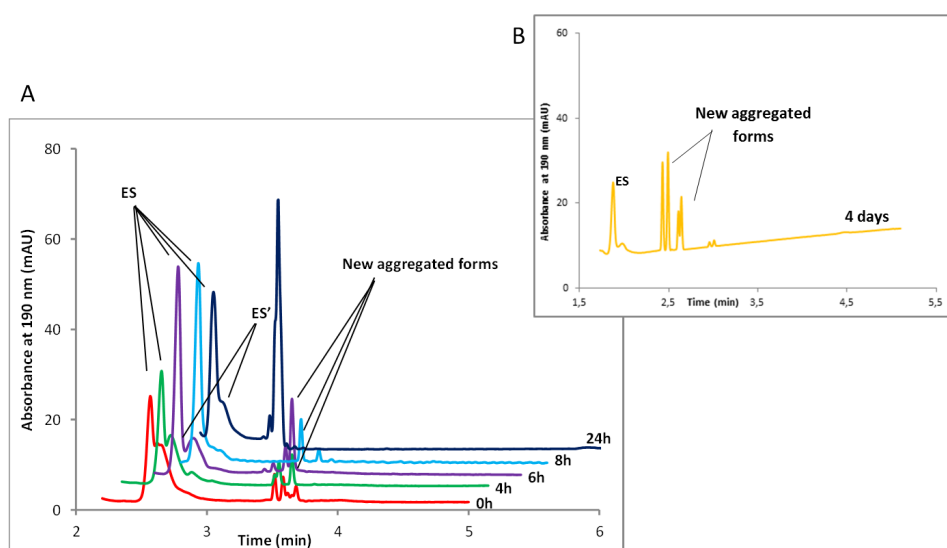 A
Absorbance at 190 nm (mAU)
80
60
40
20
0
ES
ES'
New aggregated forms
24h
8h
6h
4h
0h
2
3
4
5
6
Time (min)
B
Absorbance at 190 nm (mAU)
60
40
20
0
ES
New aggregated
forms
4 days
1,5
2,5
3,5
4,5
5,5
Time (min)